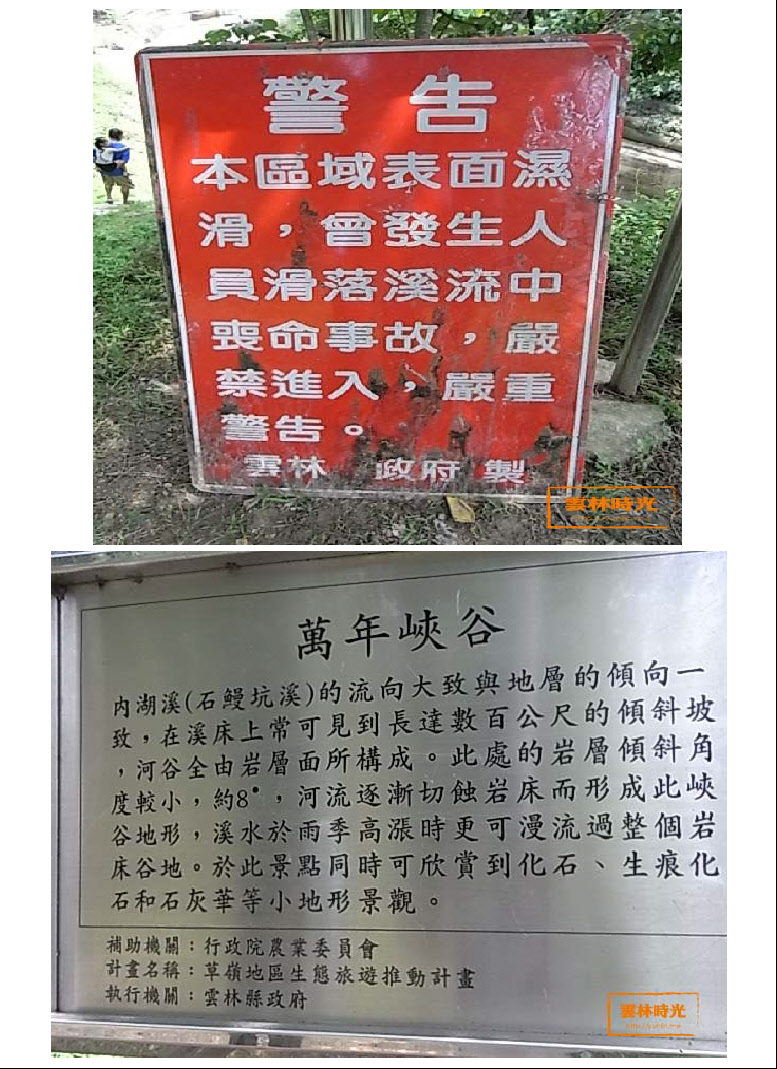 警告
本區域表面濕
滑，曾發生人
員滑落溪流中
喪命事故，嚴
禁進入，嚴重
警告。
雲林 政府 製
雲林時光
萬年峽谷
內湖溪(石鰻坑溪)的流向大致與地層的傾向一
致，在溪床上常可見到長達數百公尺的傾斜坡
，河谷全由岩層面所構成。此處的岩層傾斜角
度較小，約8°，河流逐漸切蝕岩床而形成此峽
谷地形，溪水於雨季高漲時更可漫流過整個岩
床谷地。於此景點同時可欣賞到化石、生痕化
石和石灰華等小地形景觀。
補助機關：行政院農業委員會
計畫名稱：草嶺地區生態旅遊推動計畫
執行機關：雲林縣政府
雲林時光